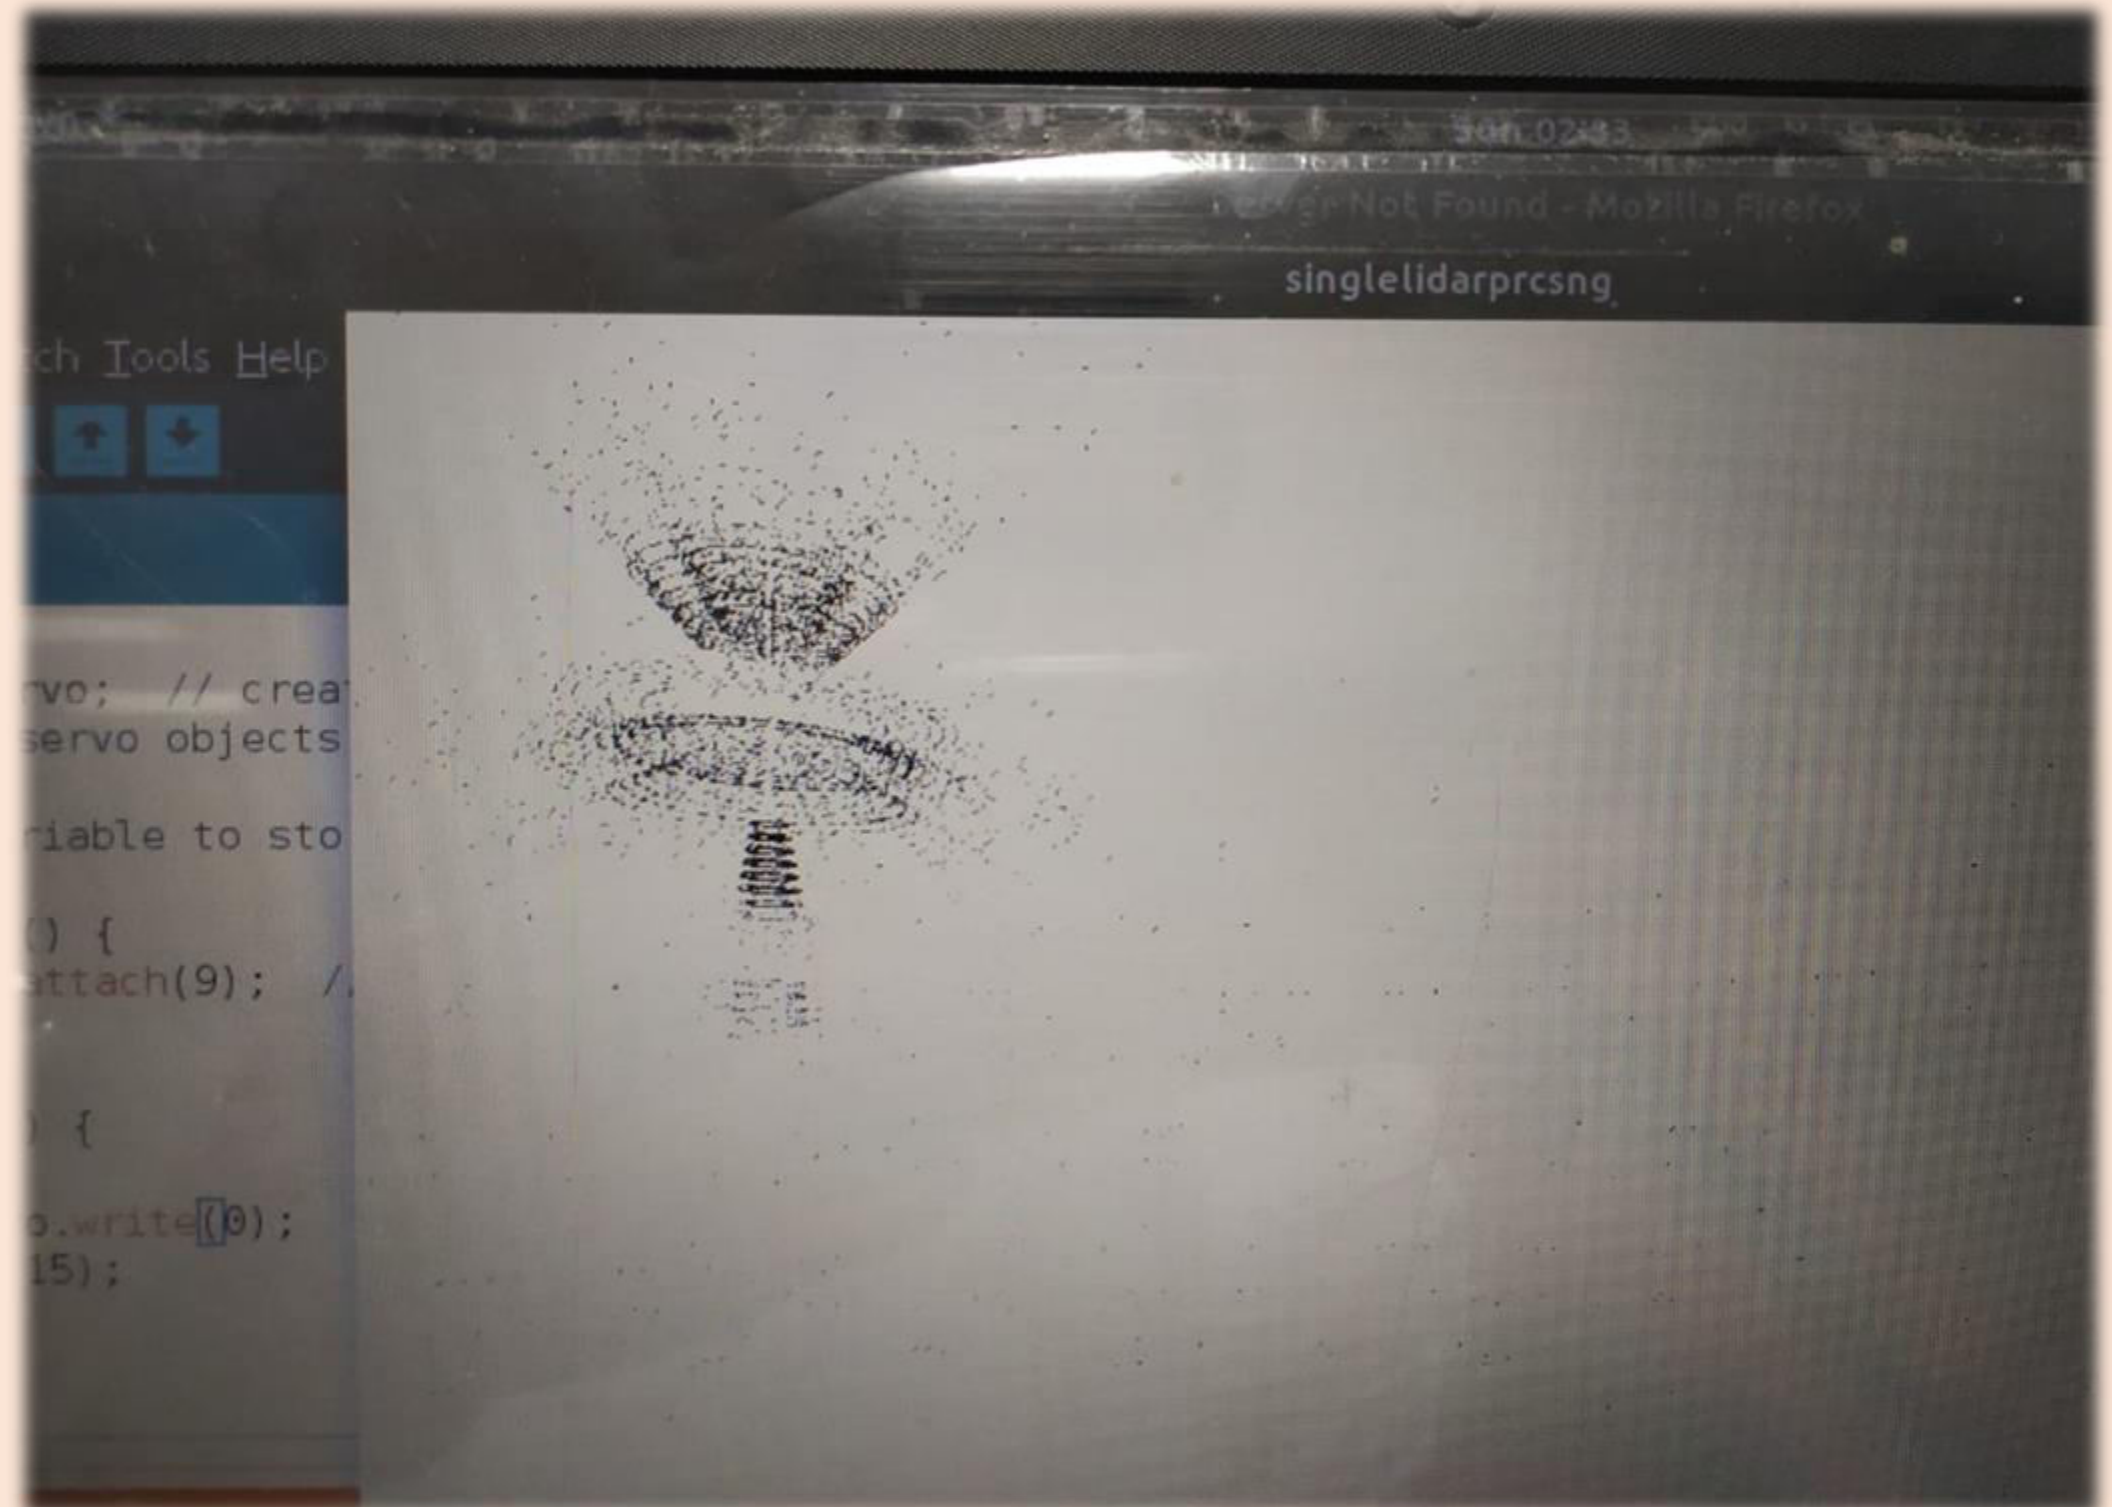 Sun 02:33
Server Not Found - Mozilla Firefox
singlelidarprcsng
ch Tools Help
rvo; // crea
servo objects
riable to sto
() {
attach(9); /
) {
o.write(0);
15);